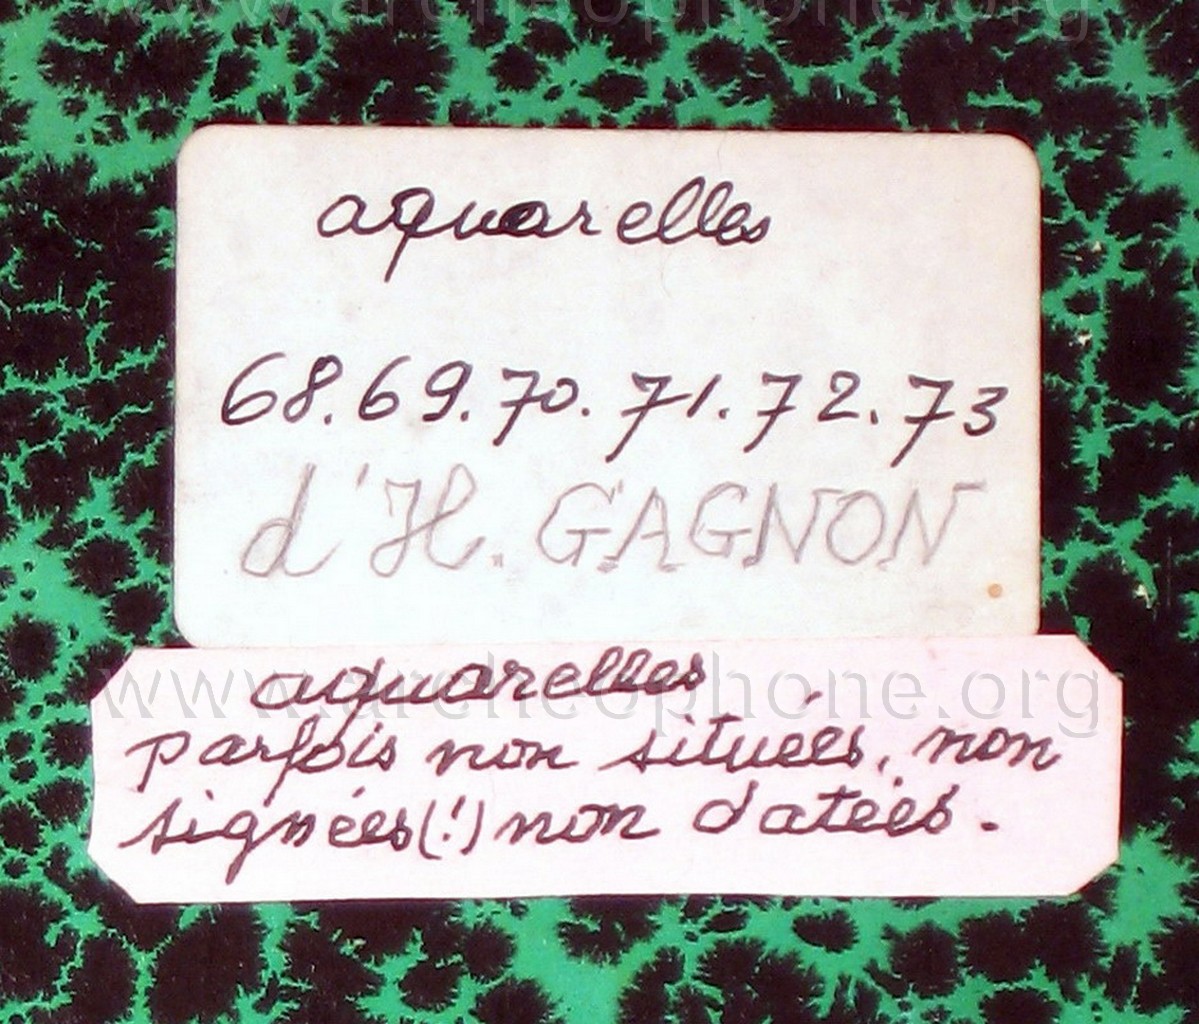 www.archeophone.org
aquarelles
68.69.70.71.72.73
d'H. GAGNON
www.archeophone.org
aquarelles
parfois non situées, non
signées(!) non datées.